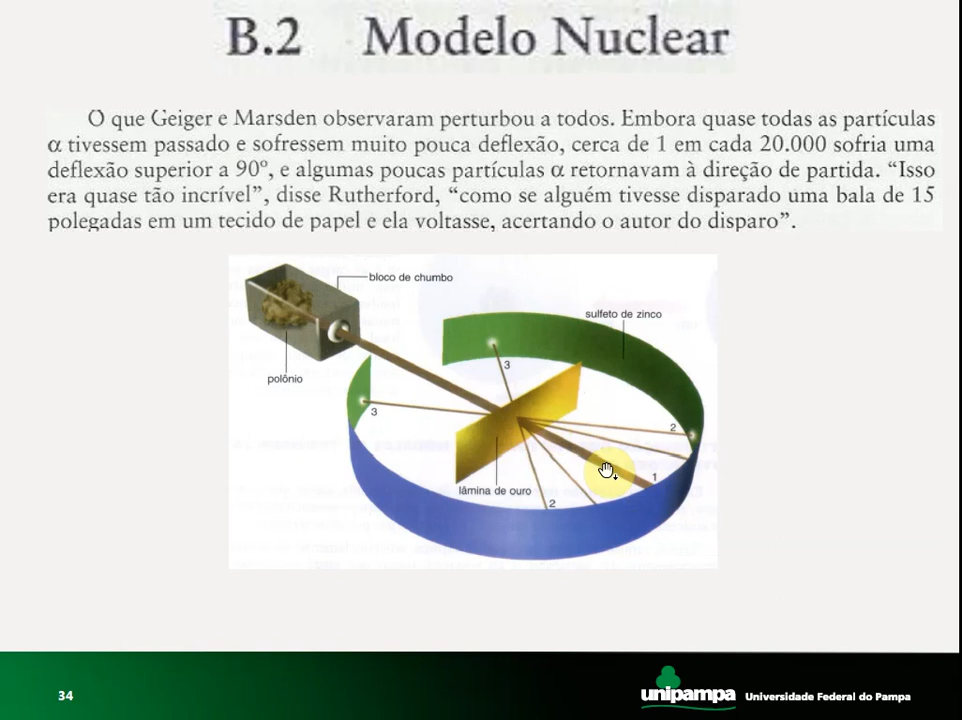 B.2 Modelo Nuclear
O que Geiger e Marsden observaram perturbou a todos. Embora quase todas as partículas
α tivessem passado e sofressem muito pouca deflexão, cerca de 1 em cada 20.000 sofria uma
deflexão superior a 90º, e algumas poucas partículas α retornavam à direção de partida. “Isso
era quase tão incrível”, disse Rutherford, “como se alguém tivesse disparado uma bala de 15
polegadas em um tecido de papel e ela voltasse, acertando o autor do disparo”.
bloco de chumbo
sulfeto de zinco
polônio
3
3
2
1
lâmina de ouro
2
34
unipampa
Universidade Federal do Pampa